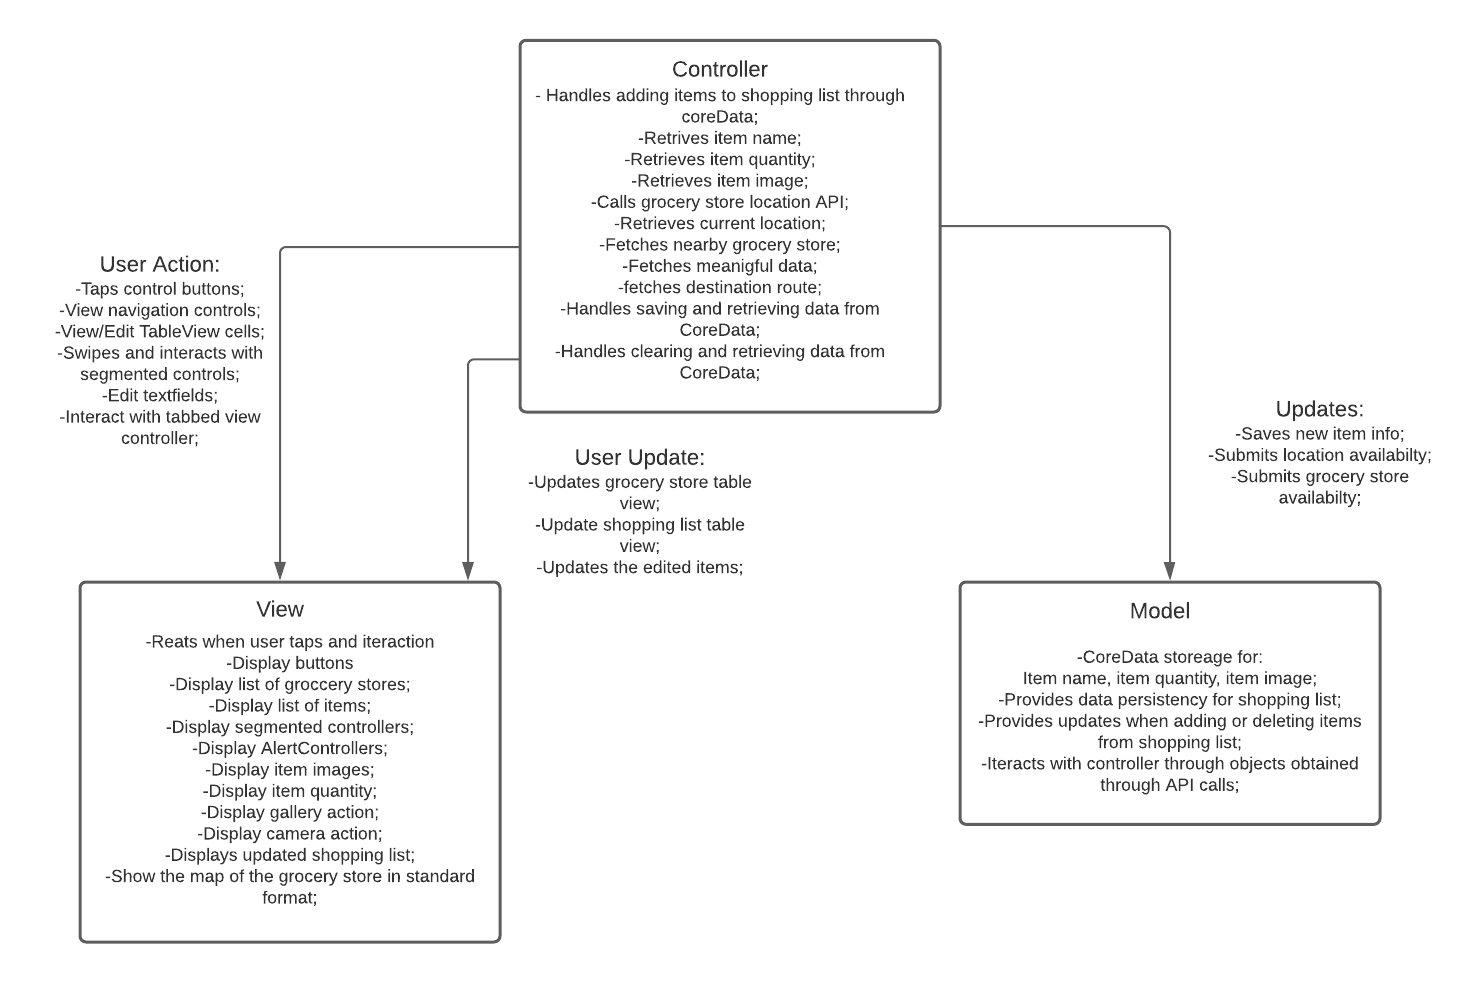 Controller
- Handles adding items to shopping list through
coreData;
-Retrives item name;
-Retrieves item quantity;
-Retrieves item image;
-Calls grocery store location API;
-Retrieves current location;
-Fetches nearby grocery store;
-Fetches meanigful data;
-fetches destination route;
-Handles saving and retrieving data from
CoreData;
-Handles clearing and retrieving data from
CoreData;
User Action:
-Taps control buttons;
-View navigation controls;
-View/Edit TableView cells;
-Swipes and interacts with
segmented controls;
-Edit textfields;
-Interact with tabbed view
controller;
User Update:
-Updates grocery store table
view;
-Update shopping list table
view;
-Updates the edited items;
Updates:
-Saves new item info;
-Submits location availabilty;
-Submits grocery store
availabilty;
View
-Reats when user taps and iteraction
-Display buttons
-Display list of groccery stores;
-Display list of items;
-Display segmented controllers;
-Display AlertControllers;
-Display item images;
-Display item quantity;
-Display gallery action;
-Display camera action;
-Displays updated shopping list;
-Show the map of the grocery store in standard
format;
Model
-CoreData storeage for:
Item name, item quantity, item image;
-Provides data persistency for shopping list;
-Provides updates when adding or deleting items
from shopping list;
-Iteracts with controller through objects obtained
through API calls;